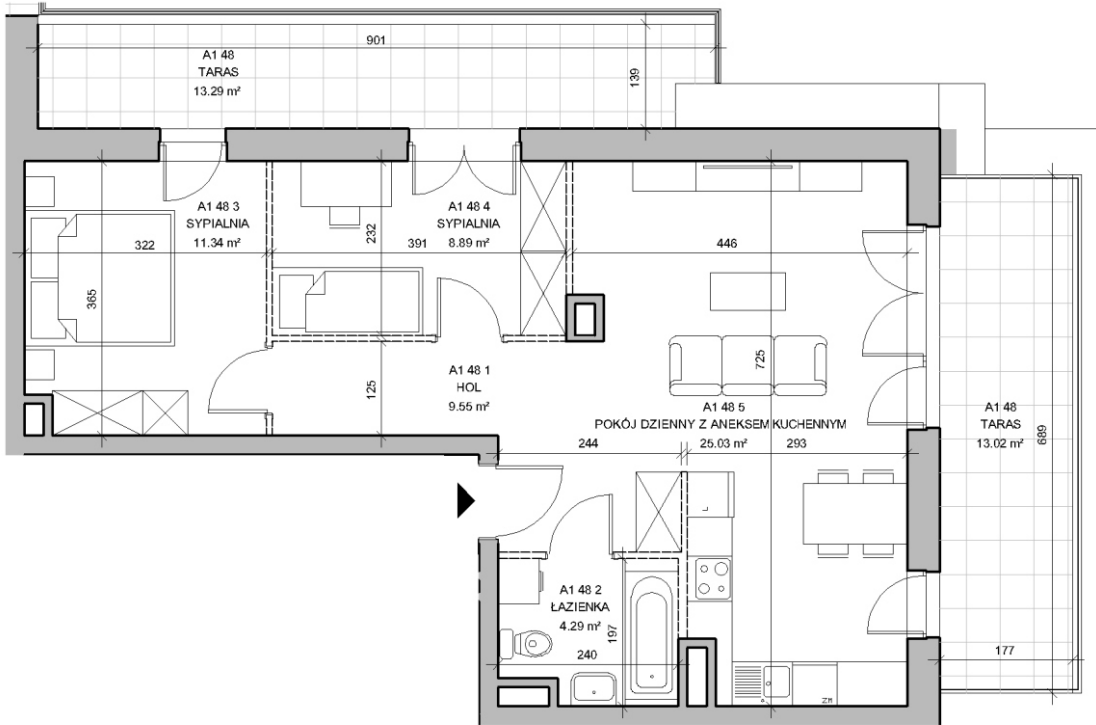 901
A1 48
TARAS
13.29 m²
139
A1 48 3
SYPIALNIA
11.34 m²
322
365
A1 48 4
SYPIALNIA
8.89 m²
232
391
446
A1 48 1
HOL
9.55 m²
125
725
A1 48 5
POKÓJ DZIENNY Z ANEKSEM KUCHENNYM
25.03 m²
244
293
A1 48
TARAS
13.02 m²
689
L
A1 48 2
ŁAZIENKA
4.29 m²
197
240
177
ZM